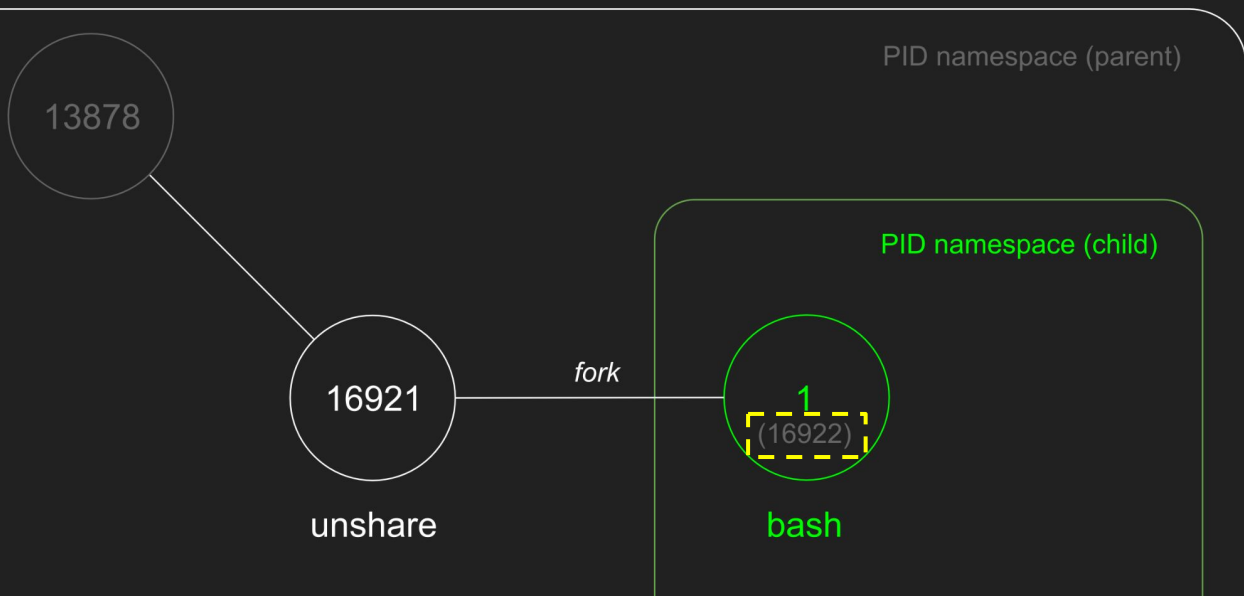 PID namespace (parent)
13878
PID namespace (child)
fork
16921
1
(16922)
unshare
bash